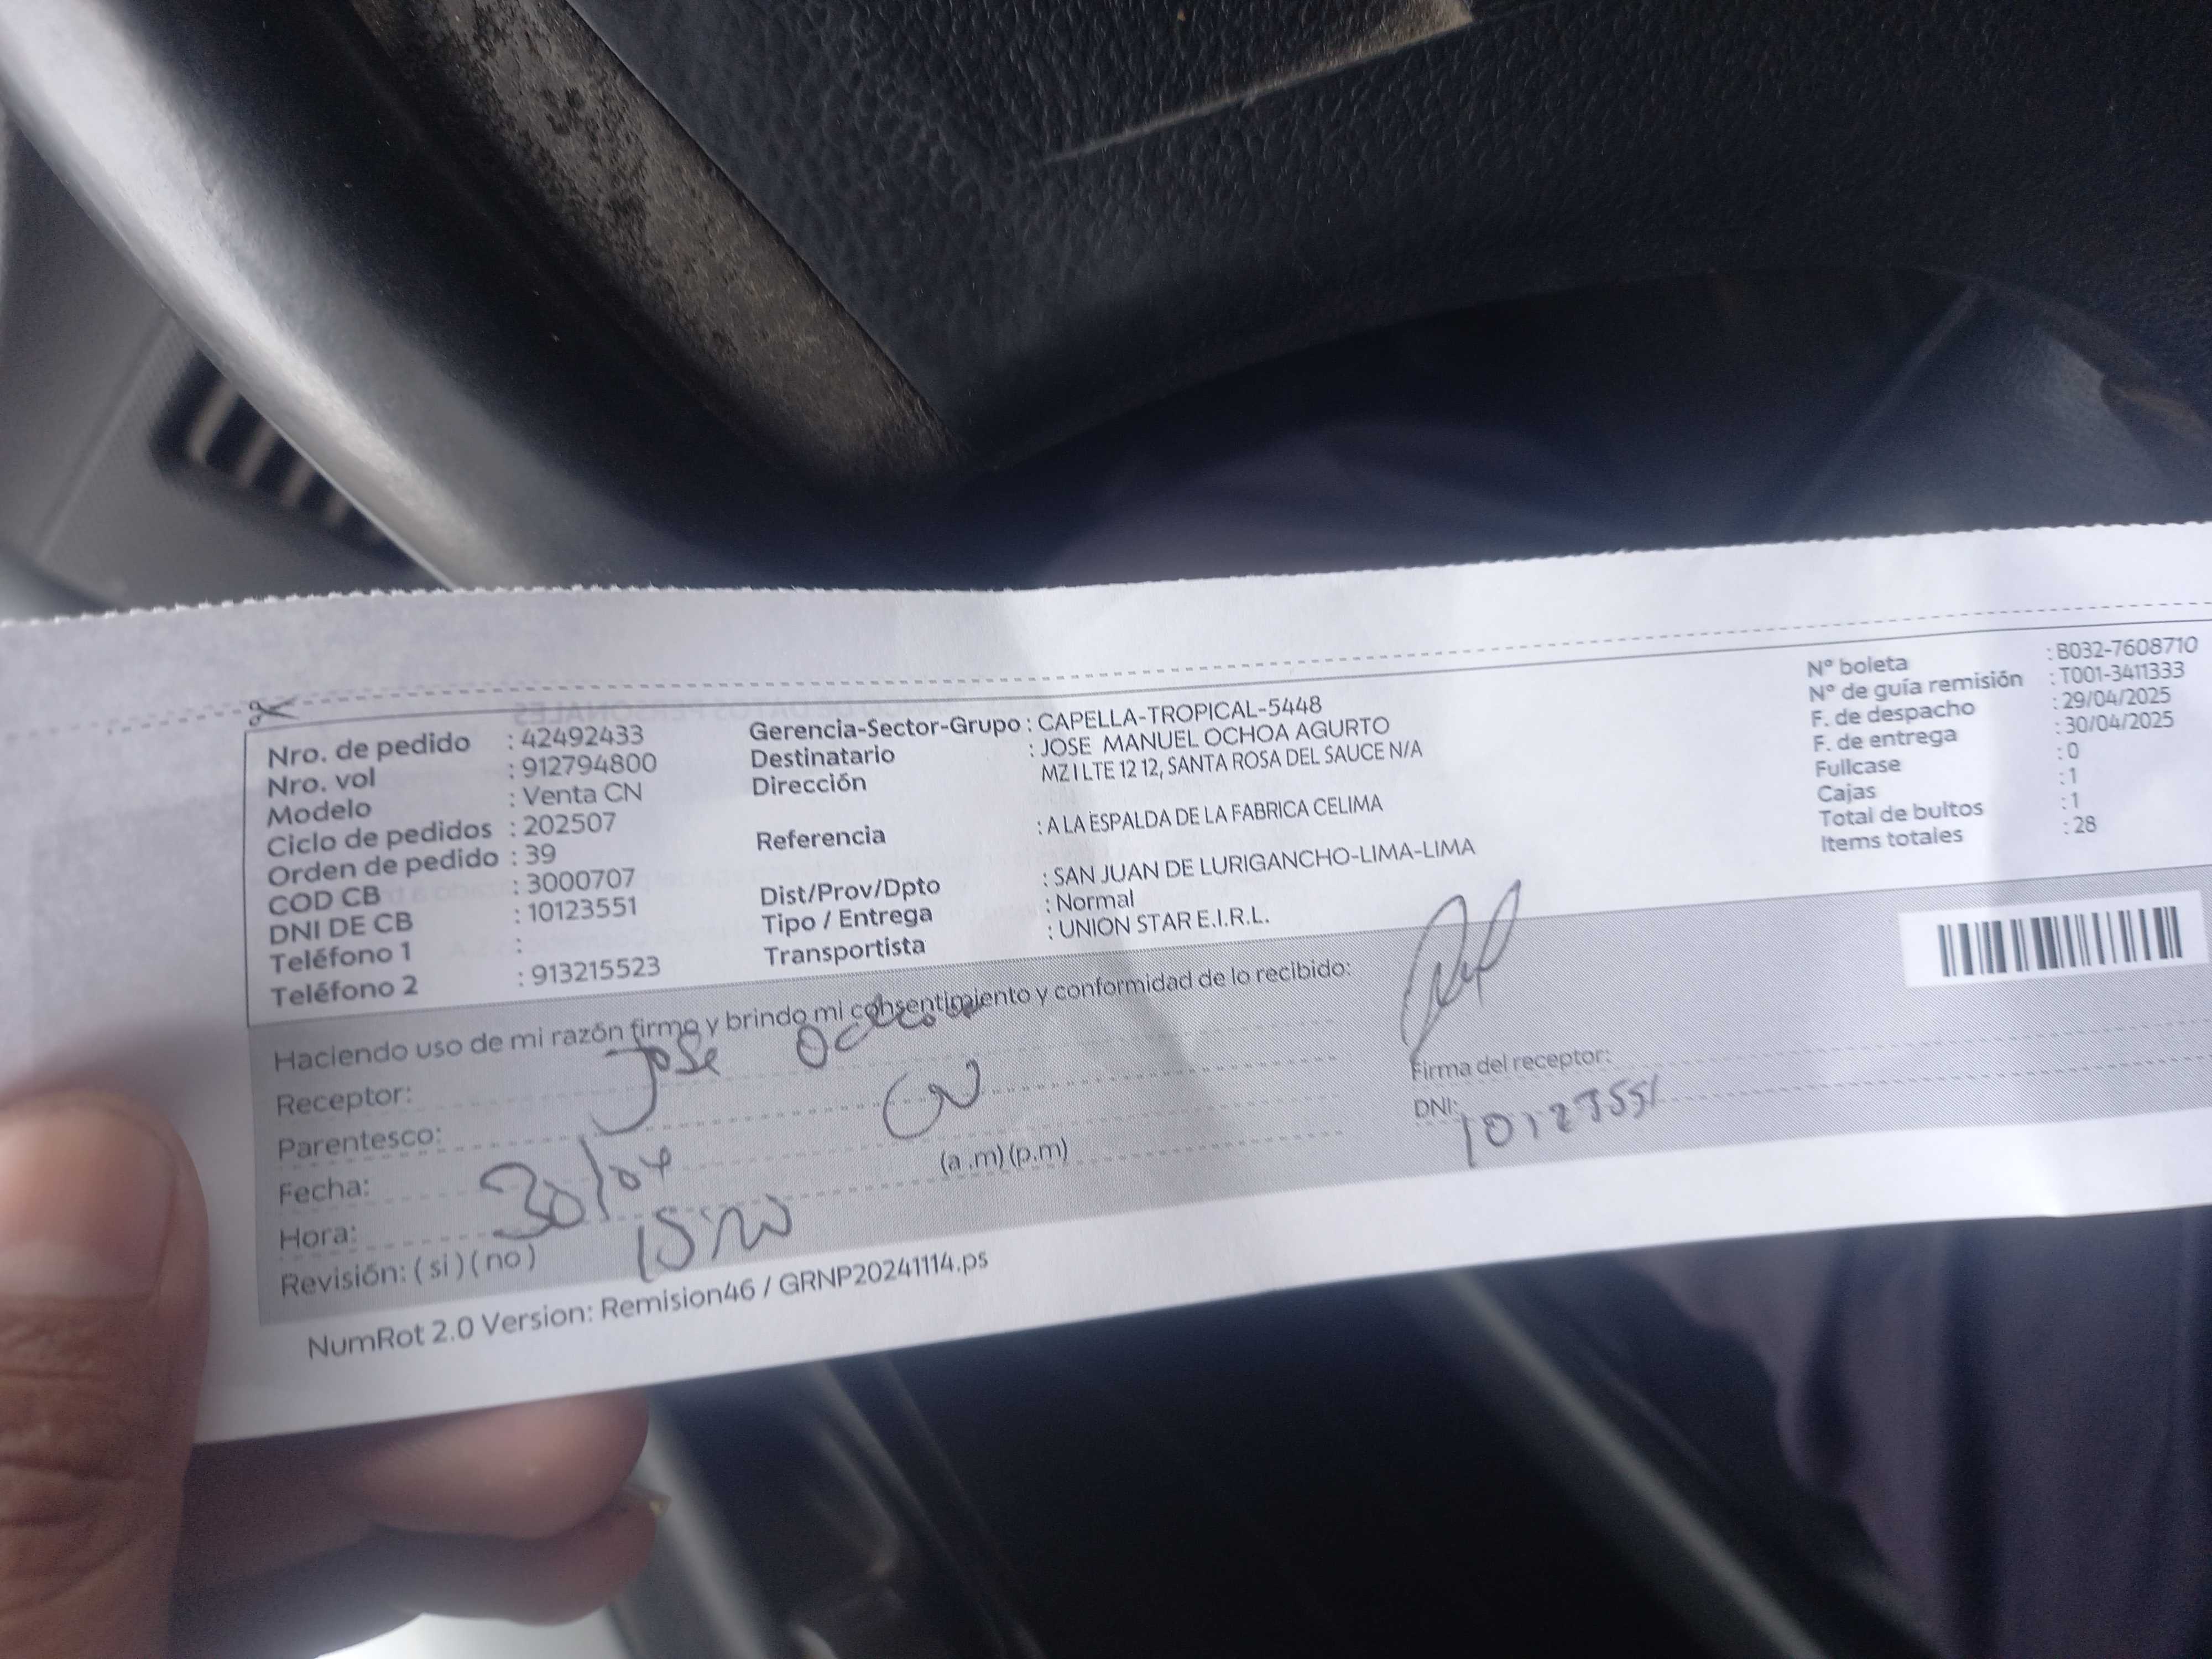 Nro. de pedido : 42492433
Nro. vol : 912794800
Modelo : Venta CN
Ciclo de pedidos : 202507
Orden de pedido : 39
COD CB : 3000707
DNI DE CB : 10123551
Teléfono 1 :
Teléfono 2 : 913215523
Gerencia-Sector-Grupo : CAPELLA-TROPICAL-5448
Destinatario : JOSE MANUEL OCHOA AGURTO
Dirección MZ I LTE 12 12, SANTA ROSA DEL SAUCE N/A
Referencia : A LA ESPALDA DE LA FABRICA CELIMA
Dist/Prov/Dpto : SAN JUAN DE LURIGANCHO-LIMA-LIMA
Tipo / Entrega : Normal
Transportista : UNION STAR E.I.R.L.
Nº boleta : B032-7608710
Nº de guía remisión : T001-3411333
F. de despacho : 29/04/2025
F. de entrega : 30/04/2025
Fullcase : 0
Cajas : 1
Total de bultos : 1
Items totales : 28
Haciendo uso de mi razón firmo y brindo mi consentimiento y conformidad de lo recibido:
Receptor: Jose Ochoa
Parentesco:
Fecha: 30/04
Hora: (a .m) (p.m)
Revisión: ( si ) ( no )
Firma del receptor:
DNI: 10123551
NumRot 2.0 Version: Remision46 / GRNP20241114.ps